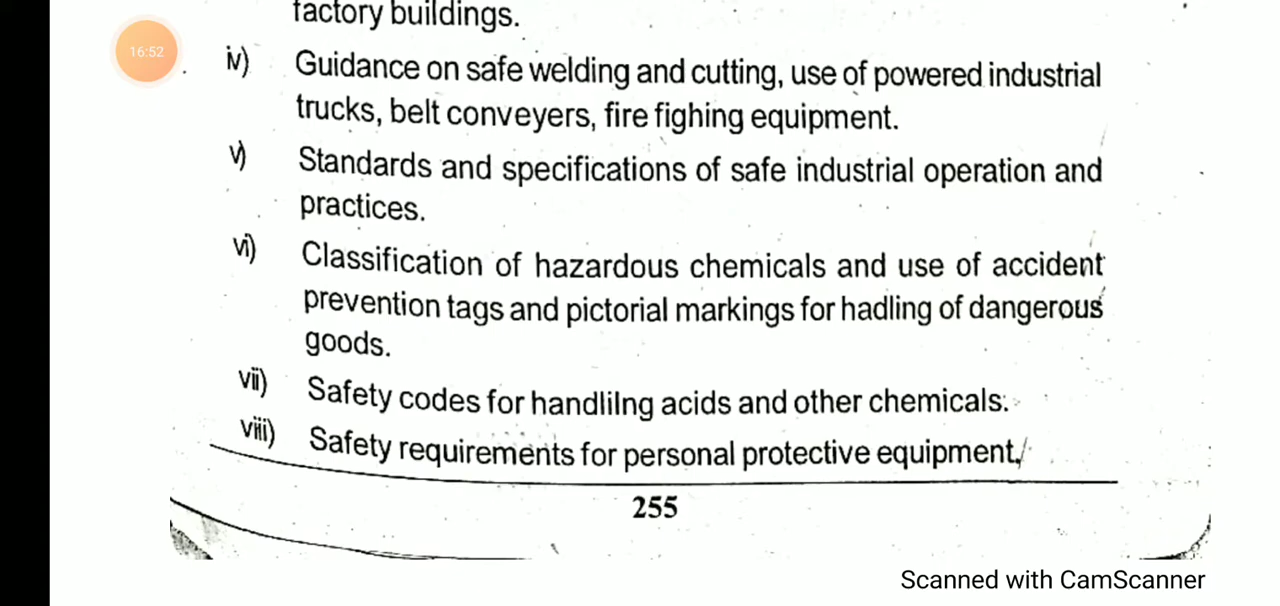 factory buildings.
16:52
iv) Guidance on safe welding and cutting, use of powered industrial
trucks, belt conveyers, fire fighing equipment.
v) Standards and specifications of safe industrial operation and
practices.
vi) Classification of hazardous chemicals and use of accident
prevention tags and pictorial markings for hadling of dangerous
goods.
vii) Safety codes for handlilng acids and other chemicals.
viii) Safety requirements for personal protective equipment.
255
Scanned with CamScanner